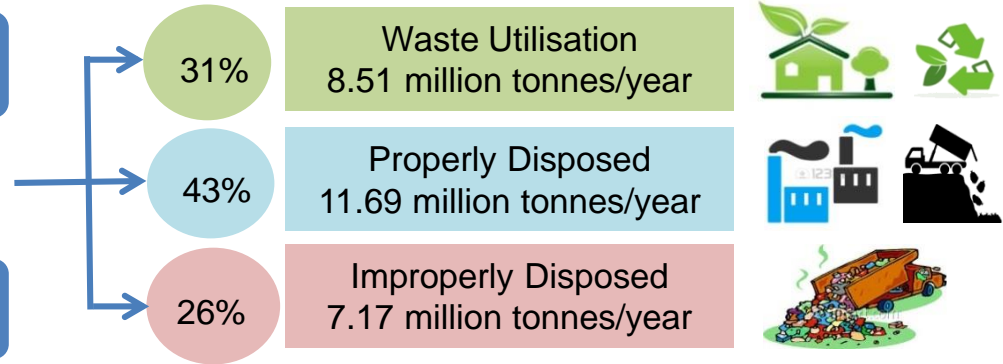 31%
Waste Utilisation
8.51 million tonnes/year
43%
Properly Disposed
11.69 million tonnes/year
123
26%
Improperly Disposed
7.17 million tonnes/year